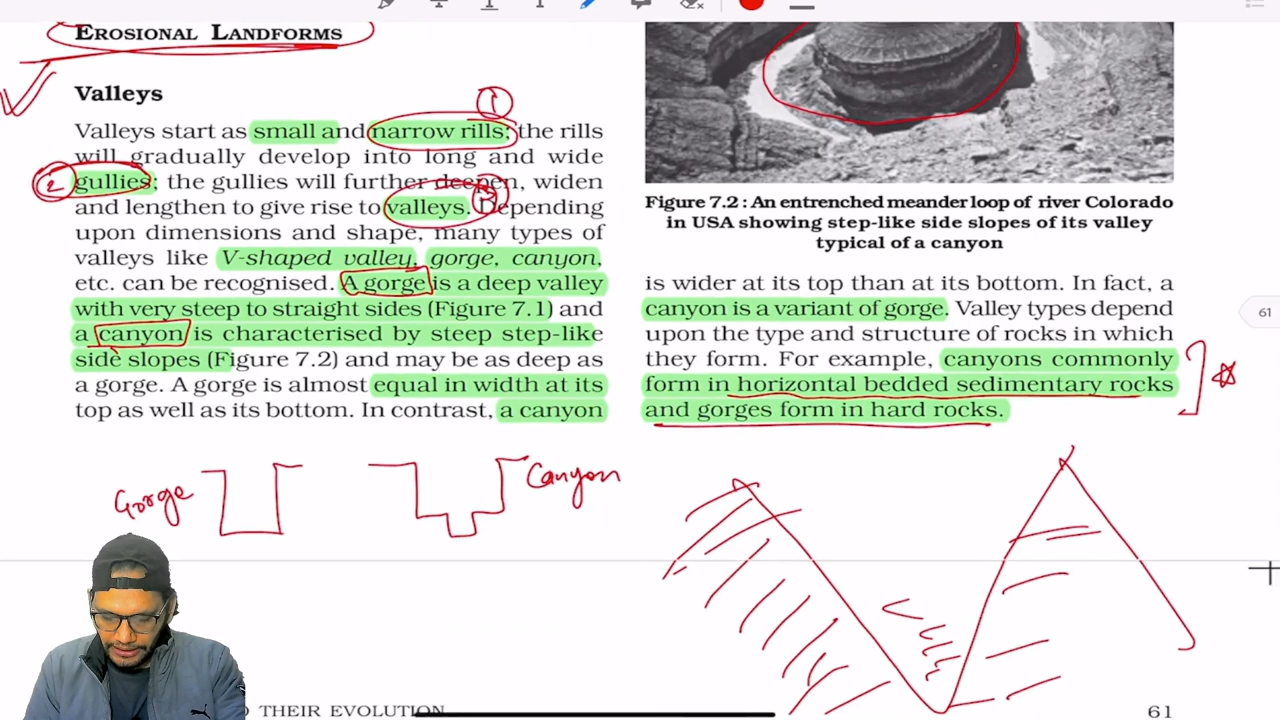 EROSIONAL LANDFORMS
Valleys
1
Valleys start as small and narrow rills; the rills
will gradually develop into long and wide
2
gullies; the gullies will further deepen, widen
3
and lengthen to give rise to valleys. Depending
upon dimensions and shape, many types of
valleys like V-shaped valley, gorge, canyon,
etc. can be recognised. A gorge is a deep valley
with very steep to straight sides (Figure 7.1) and
a canyon is characterised by steep step-like
side slopes (Figure 7.2) and may be as deep as
a gorge. A gorge is almost equal in width at its
top as well as its bottom. In contrast, a canyon
Gorge
Canyon
Figure 7.2 : An entrenched meander loop of river Colorado
in USA showing step-like side slopes of its valley
typical of a canyon
is wider at its top than at its bottom. In fact, a
canyon is a variant of gorge. Valley types depend
upon the type and structure of rocks in which
they form. For example, canyons commonly
form in horizontal bedded sedimentary rocks
and gorges form in hard rocks.
61
THEIR EVOLUTION
61